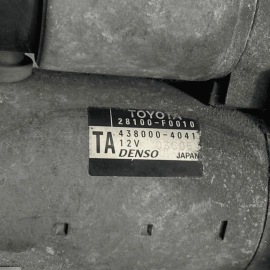 TOYOTA
28100-F0010
TA 438000-4041
12V
DENSO JAPAN